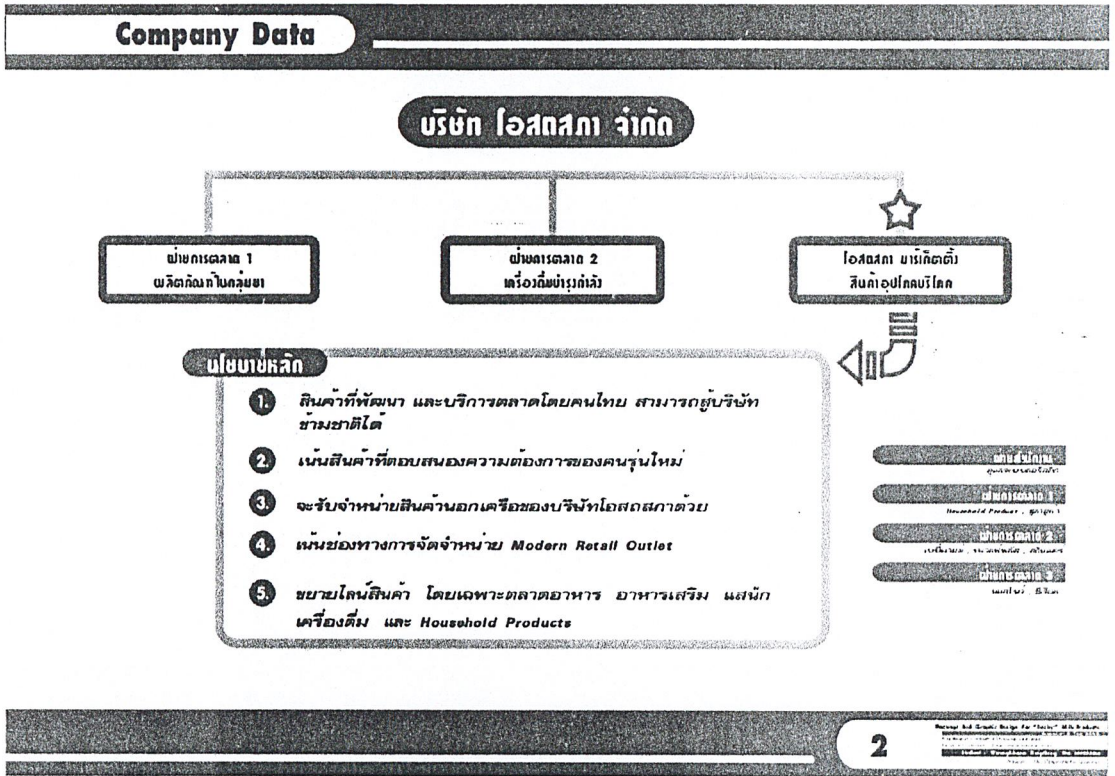 Company Data
บริษัท โอสถสภา จำกัด
ฝ่ายการตลาด 1
ผลิตภัณฑ์ในกลุ่มยา
ฝ่ายการตลาด 2
เครื่องดื่มบำรุงกำลัง
โอสถสภา มาร์เก็ตติ้ง
สินค้าอุปโภคบริโภค
นโยบายหลัก
1. สินค้าที่พัฒนา และบริการตลาดโดยคนไทย สามารถสู้บริษัท
ข้ามชาติได้
2. เน้นสินค้าที่ตอบสนองความต้องการของคนรุ่นใหม่
3. จะรับจำหน่ายสินค้านอกเครือของบริษัทโอสถสภาด้วย
4. เน้นช่องทางการจัดจำหน่าย Modern Retail Outlet
5. ขยายไลน์สินค้า โดยเฉพาะตลาดอาหาร อาหารเสริม แสน็ก
เครื่องดื่ม และ Household Products
ฝ่ายการตลาด 1
Household Product
ฝ่ายการตลาด 2
ฝ่ายการตลาด 3
2